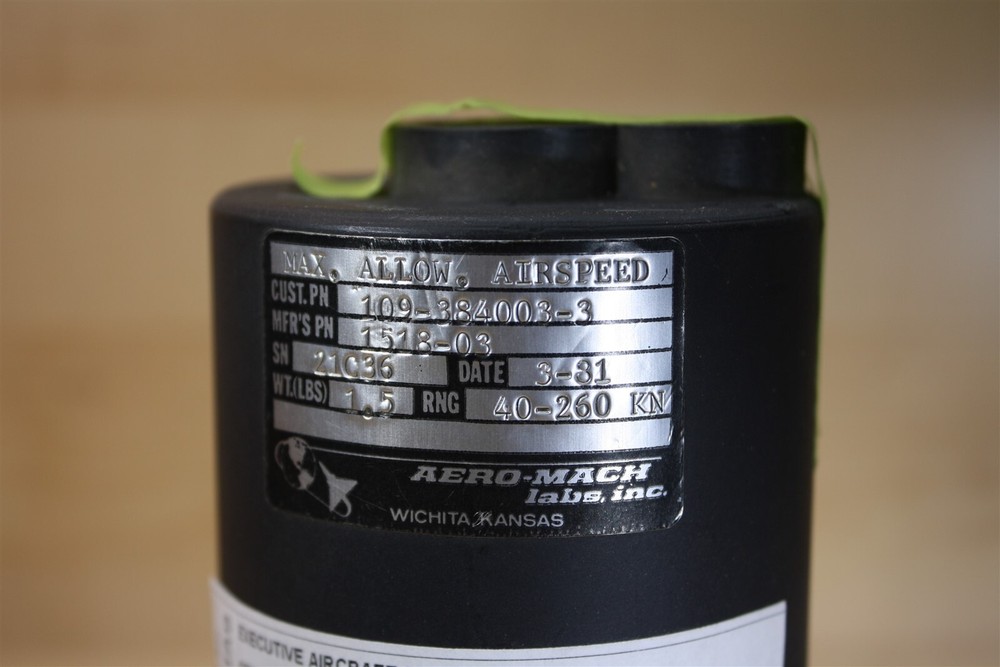 MAX. ALLOW. AIRSPEED
CUST. PN 109-384003-3
MFR'S PN 1518-03
SN 21C36 DATE 3-81
WT.(LBS) 1.5 RNG 40-260 KN
AERO-MACH
labs, inc.
WICHITA, KANSAS
EXECUTIVE AIRCRAFT